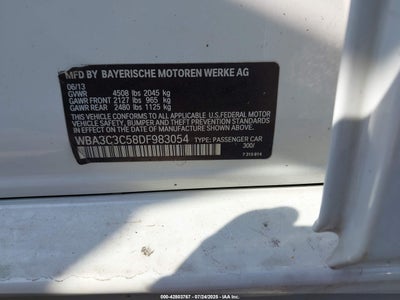 MFD BY BAYERISCHE MOTOREN WERKE AG
06/13
GVWR 4508 lbs 2045 kg
GAWR FRONT 2127 lbs 965 kg
GAWR REAR 2480 lbs 1125 kg
THIS VEHICLE CONFORMS TO ALL APPLICABLE U.S.FEDERAL MOTOR
VEHICLE SAFETY, BUMPER, AND THEFT PREVENTION STANDARDS
IN EFFECT ON THE DATE OF MANUFACTURE SHOWN ABOVE.
WBA3C3C58DF983054 TYPE: PASSENGER CAR
300/
000-42803767 - 07/24/2025 - IAA